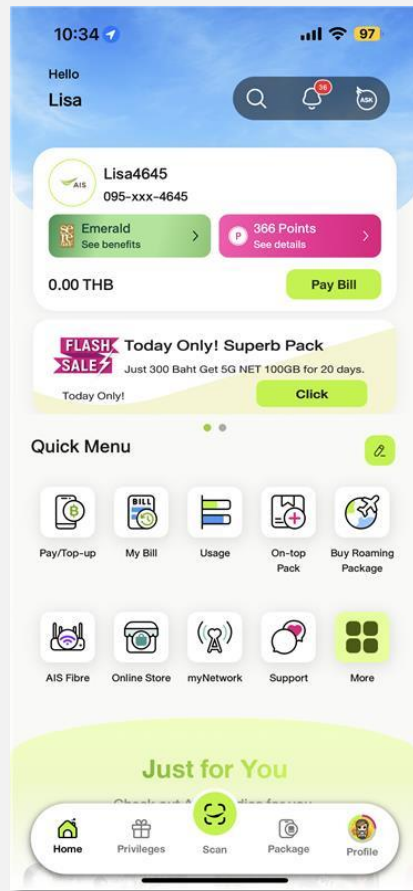 10:34
97
Hello
Lisa
36
ASK
AIS
Lisa4645
095-xxx-4645
Emerald
See benefits
P
366 Points
See details
0.00 THB
Pay Bill
FLASH
SALE
Today Only! Superb Pack
Just 300 Baht Get 5G NET 100GB for 20 days.
Today Only!
Click
Quick Menu
BILL
Pay/Top-up
My Bill
Usage
On-top
Pack
Buy Roaming
Package
AIS Fibre
Online Store
myNetwork
Support
More
Just for You
Home
Privileges
Scan
Package
Profile